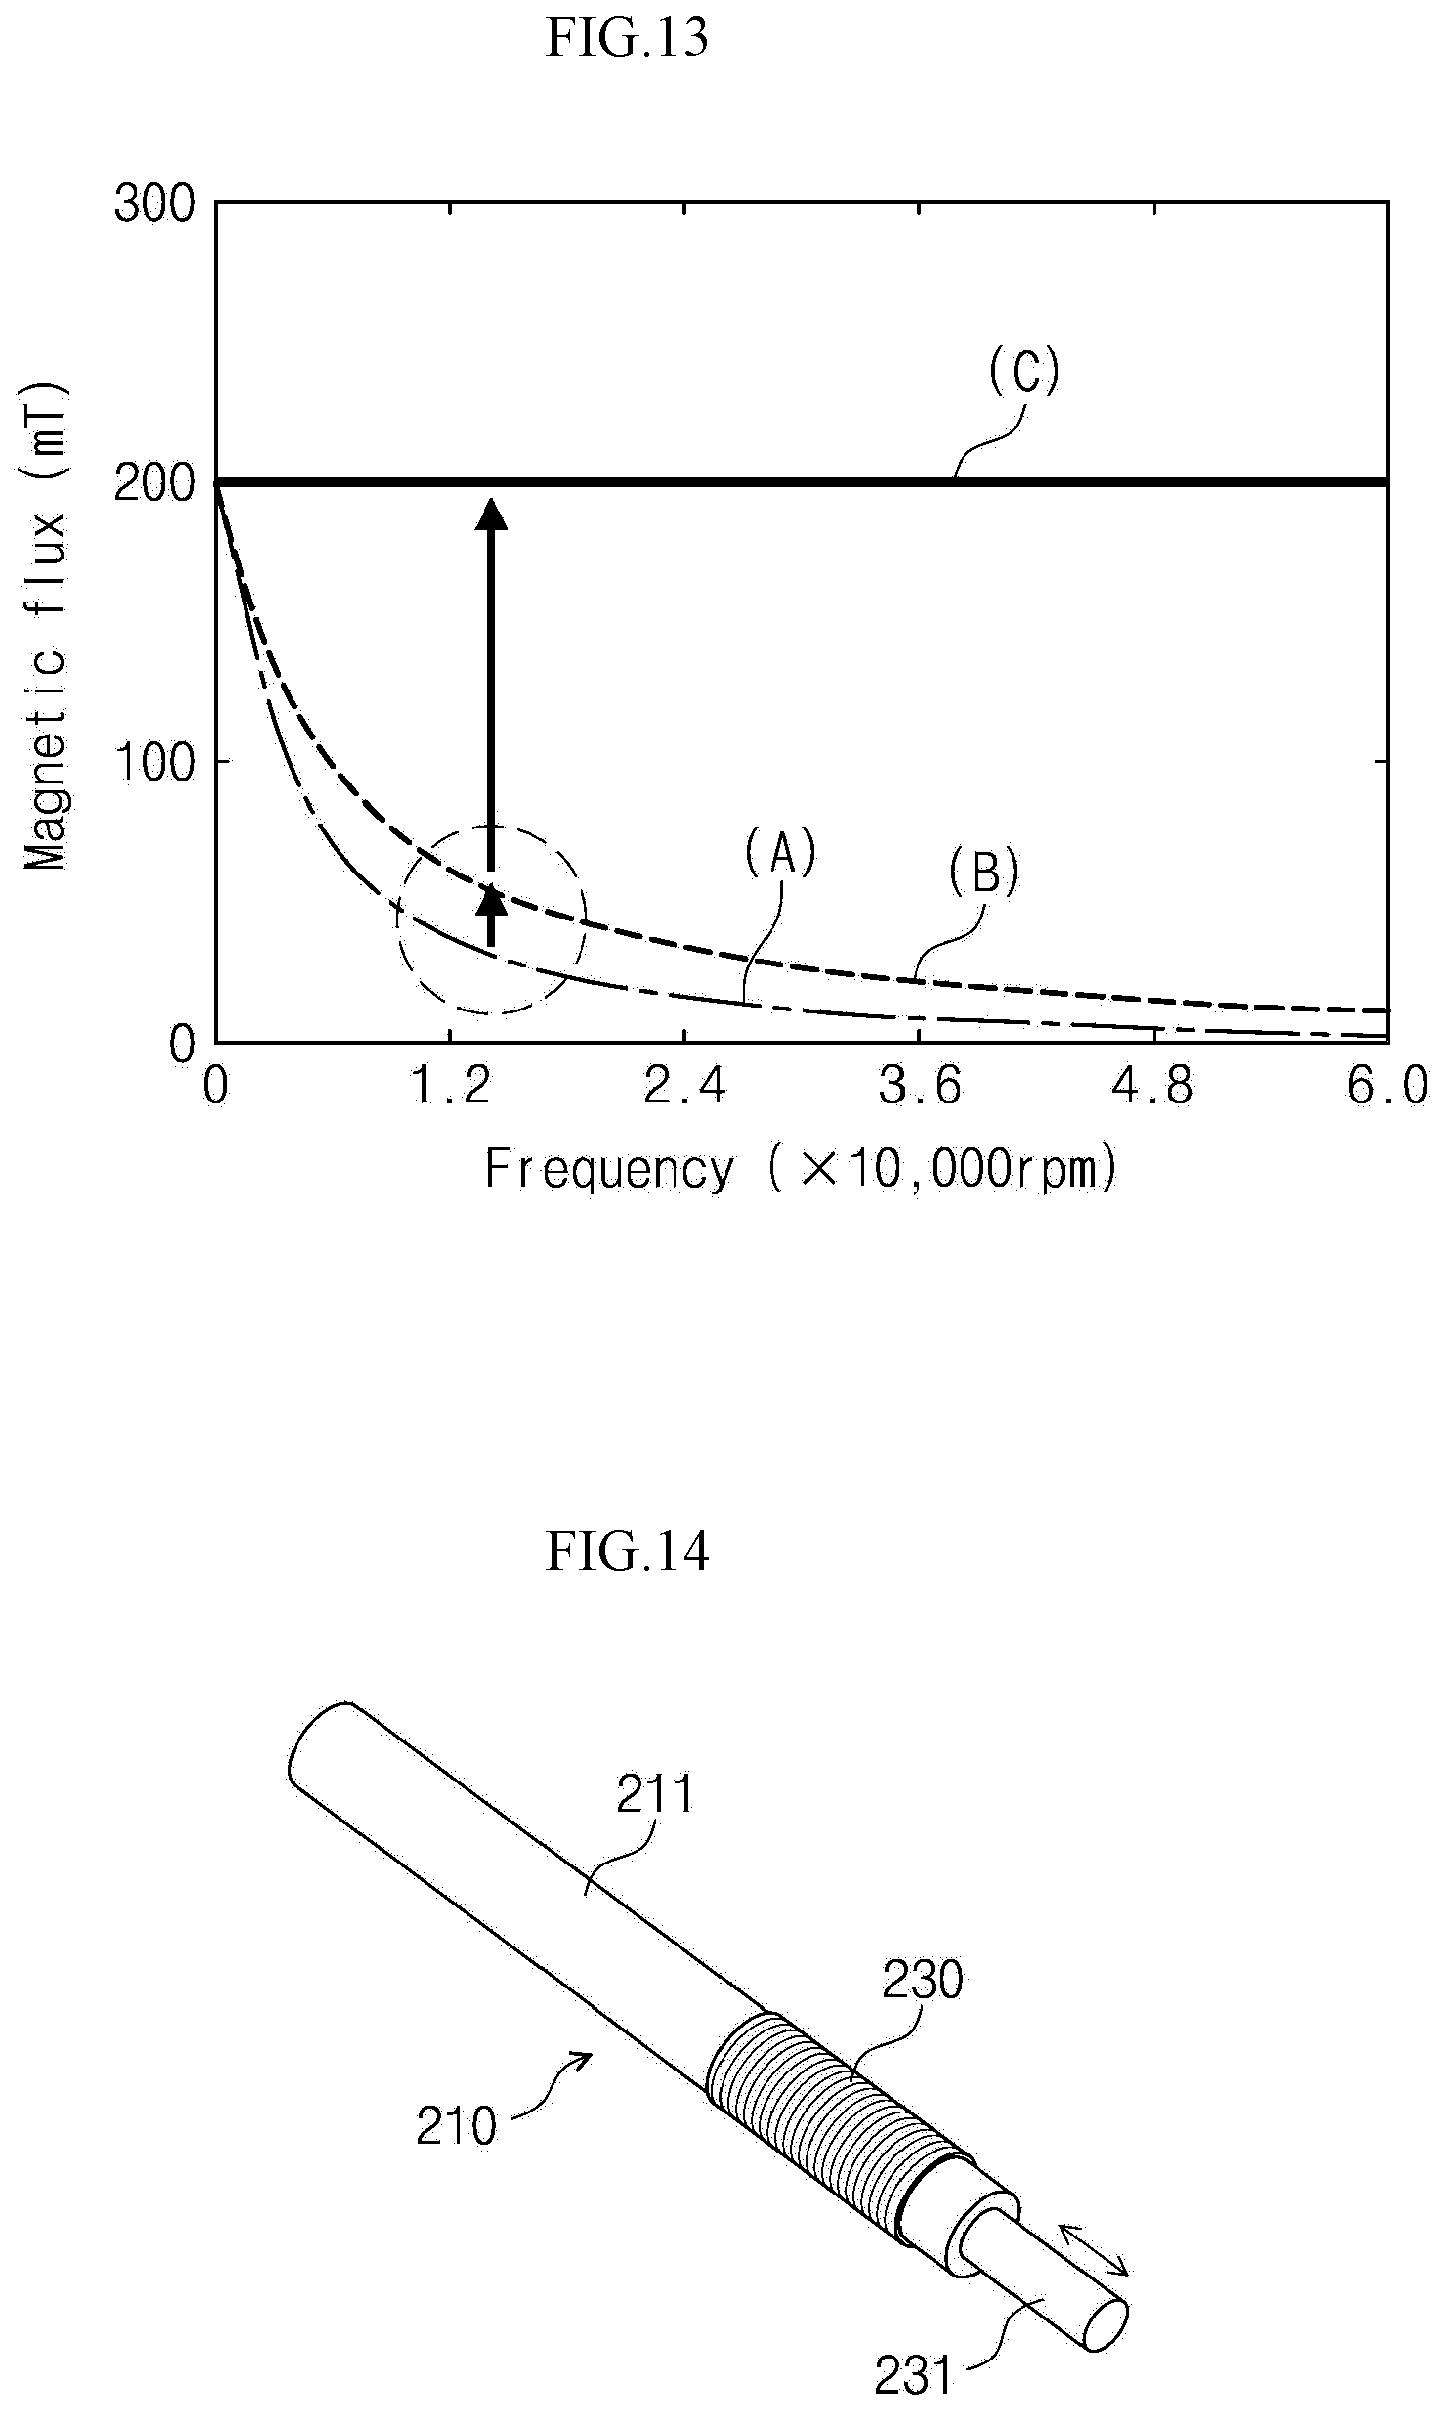 FIG.13
300
(C)
200
Magnetic flux (mT)
100
(A)
(B)
0
0 1.2 2.4 3.6 4.8 6.0
Frequency (×10,000rpm)
FIG.14
211
230
210
231